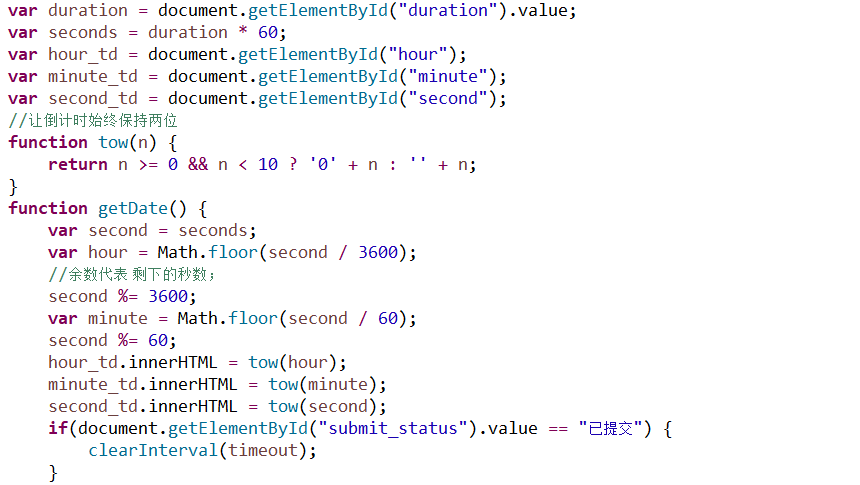 var duration = document.getElementById("duration").value;
var seconds = duration * 60;
var hour_td = document.getElementById("hour");
var minute_td = document.getElementById("minute");
var second_td = document.getElementById("second");
//让倒计时始终保持两位
function tow(n) {
    return n >= 0 && n < 10 ? '0' + n : '' + n;
}
function getDate() {
    var second = seconds;
    var hour = Math.floor(second / 3600);
    //余数代表 剩下的秒数；
    second %= 3600;
    var minute = Math.floor(second / 60);
    second %= 60;
    hour_td.innerHTML = tow(hour);
    minute_td.innerHTML = tow(minute);
    second_td.innerHTML = tow(second);
    if(document.getElementById("submit_status").value == "已提交") {
        clearInterval(timeout);
    }